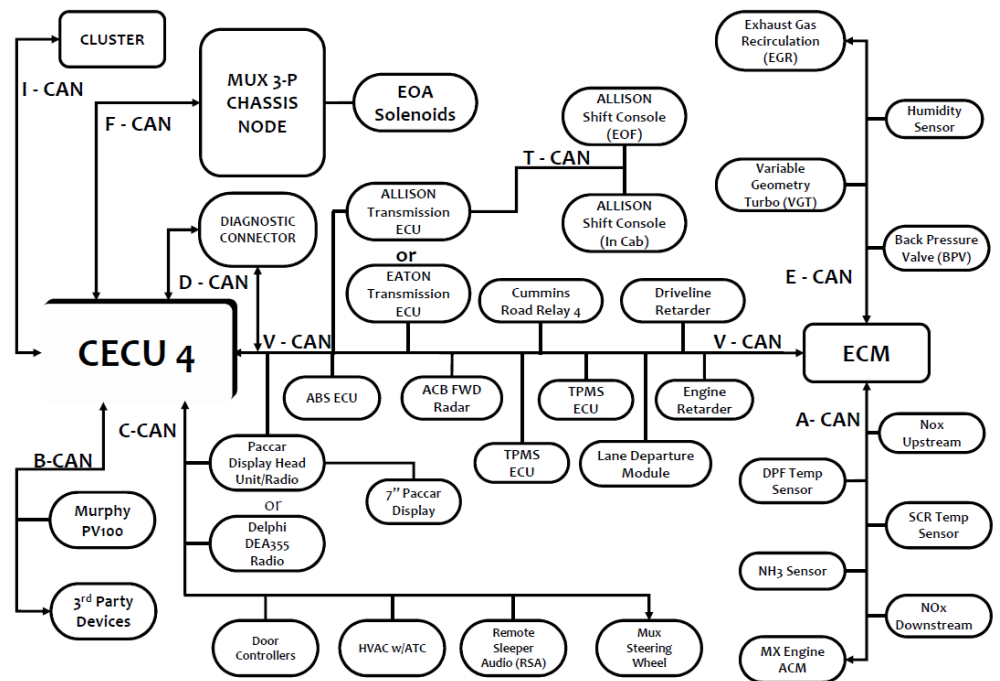 CLUSTER
I - CAN
F - CAN
MUX 3-P
CHASSIS
NODE
EOA
Solenoids
DIAGNOSTIC
CONNECTOR
D - CAN
CECU 4
ALLISON
Transmission
ECU
or
EATON
Transmission
ECU
T - CAN
ALLISON
Shift Console
(EOF)
ALLISON
Shift Console
(In Cab)
Exhaust Gas
Recirculation
(EGR)
Humidity
Sensor
Variable
Geometry
Turbo (VGT)
Back Pressure
Valve (BPV)
E - CAN
Cummins
Road Relay 4
Driveline
Retarder
V - CAN
V - CAN
ECM
ABS ECU
ACB FWD
Radar
TPMS
ECU
Engine
Retarder
TPMS
ECU
Lane Departure
Module
A- CAN
Nox
Upstream
DPF Temp
Sensor
SCR Temp
Sensor
NH3 Sensor
NOx
Downstream
MX Engine
ACM
C-CAN
B-CAN
Paccar
Display Head
Unit/Radio
7” Paccar
Display
or
Delphi
DEA355
Radio
Murphy
PV100
3rd Party
Devices
Door
Controllers
HVAC w/ATC
Remote
Sleeper
Audio (RSA)
Mux
Steering
Wheel